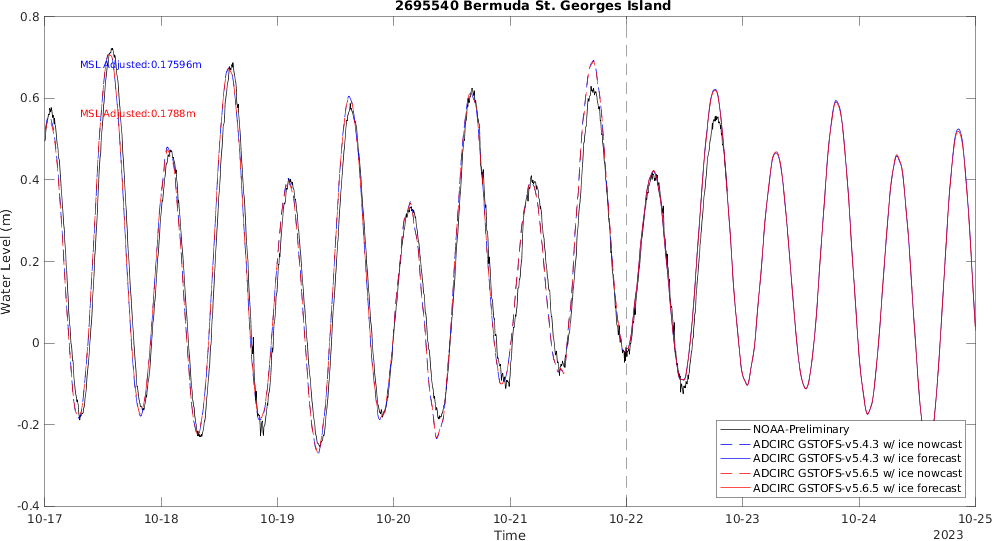 2695540 Bermuda St. Georges Island
0.8
MSL Adjusted:0.17596m
0.6
MSL Adjusted:0.1788m
0.4
Water Level (m)
0.2
0
-0.2
NOAA-Preliminary
ADCIRC GSTOFS-v5.4.3 w/ ice nowcast
ADCIRC GSTOFS-v5.4.3 w/ ice forecast
ADCIRC GSTOFS-v5.6.5 w/ ice nowcast
ADCIRC GSTOFS-v5.6.5 w/ ice forecast
-0.4
10-17 10-18 10-19 10-20 10-21 10-22 10-23 10-24 10-25
Time
2023